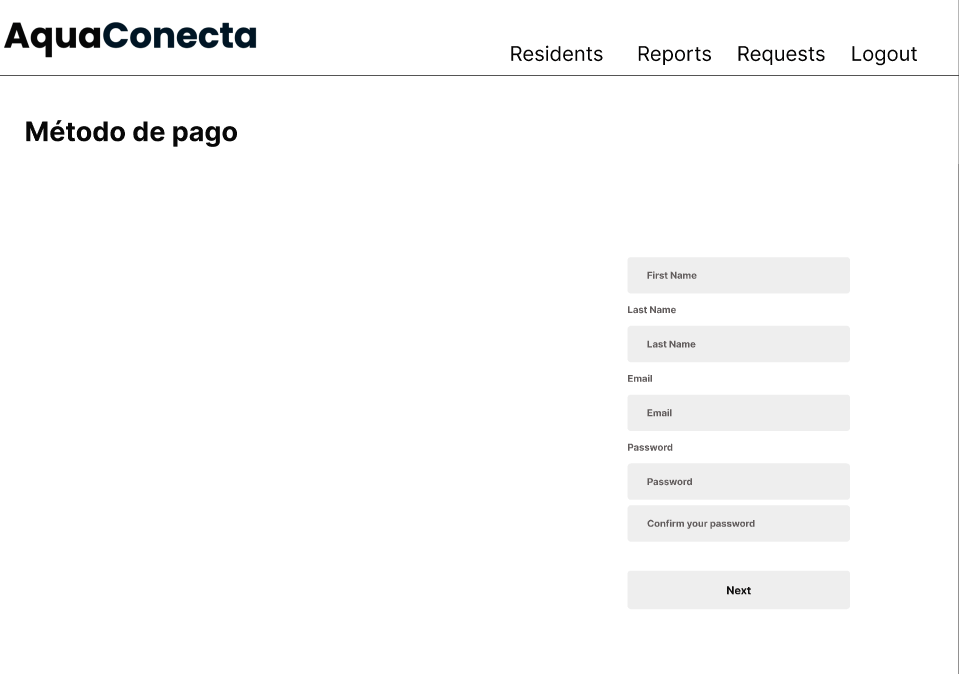 AquaConecta
Residents Reports Requests Logout
Método de pago
First Name
Last Name
Last Name
Email
Email
Password
Password
Confirm your password
Next